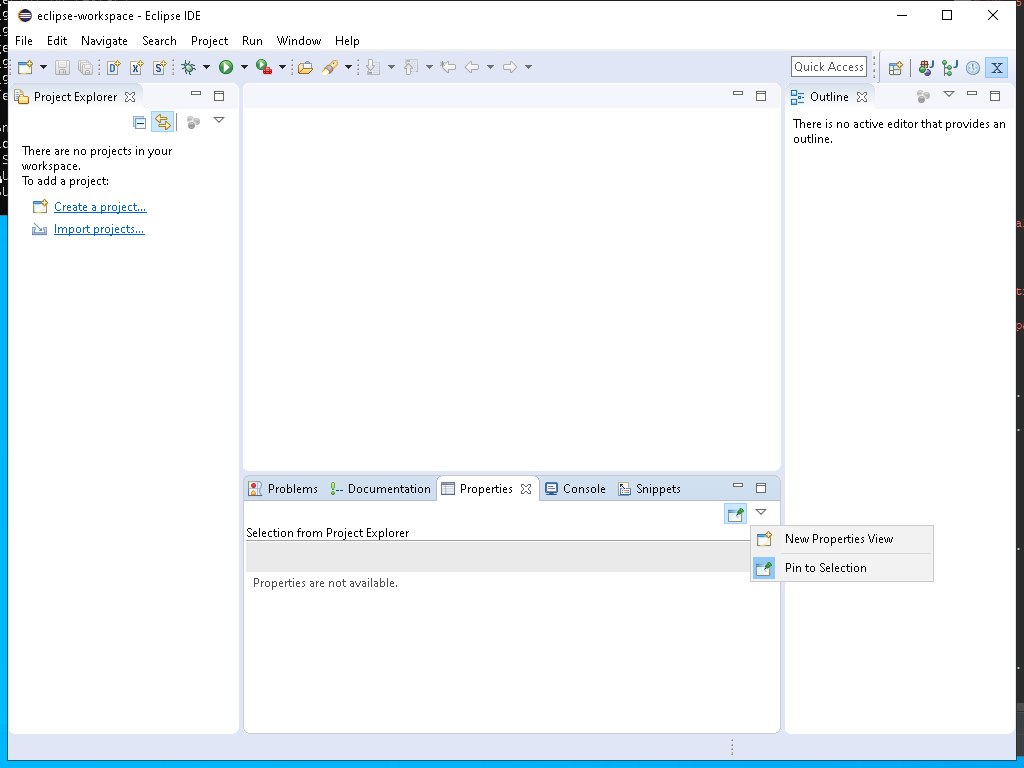 eclipse-workspace - Eclipse IDE
File Edit Navigate Search Project Run Window Help
Quick Access
Project Explorer
There are no projects in your
workspace.
To add a project:
Create a project...
Import projects...
Outline
There is no active editor that provides an
outline.
Problems Documentation Properties Console Snippets
Selection from Project Explorer
Properties are not available.
New Properties View
Pin to Selection